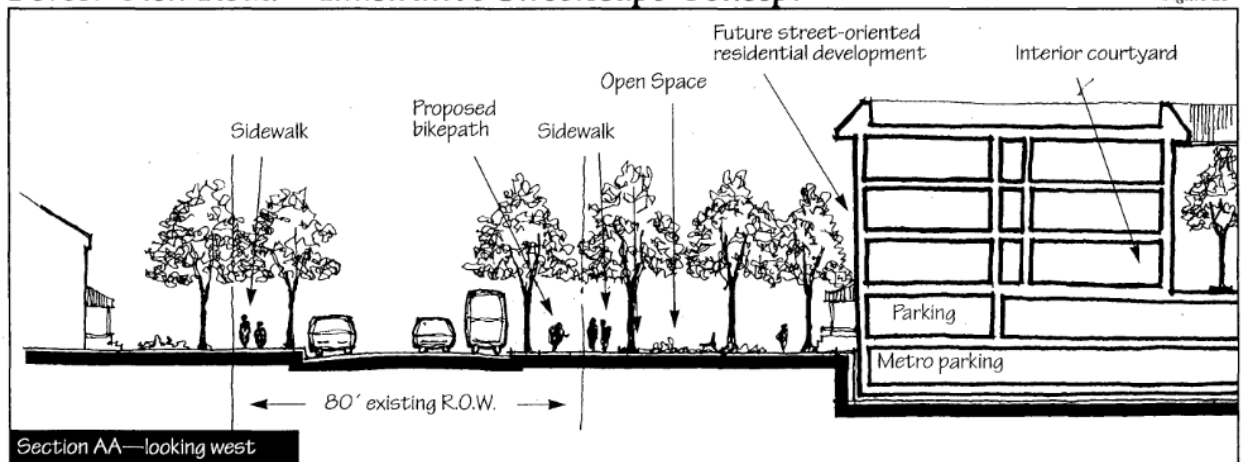 Future street-oriented
residential development
Interior courtyard
Open Space
Proposed
bikepath
Sidewalk
Sidewalk
Parking
Metro parking
80´ existing R.O.W.
Section AA—looking west